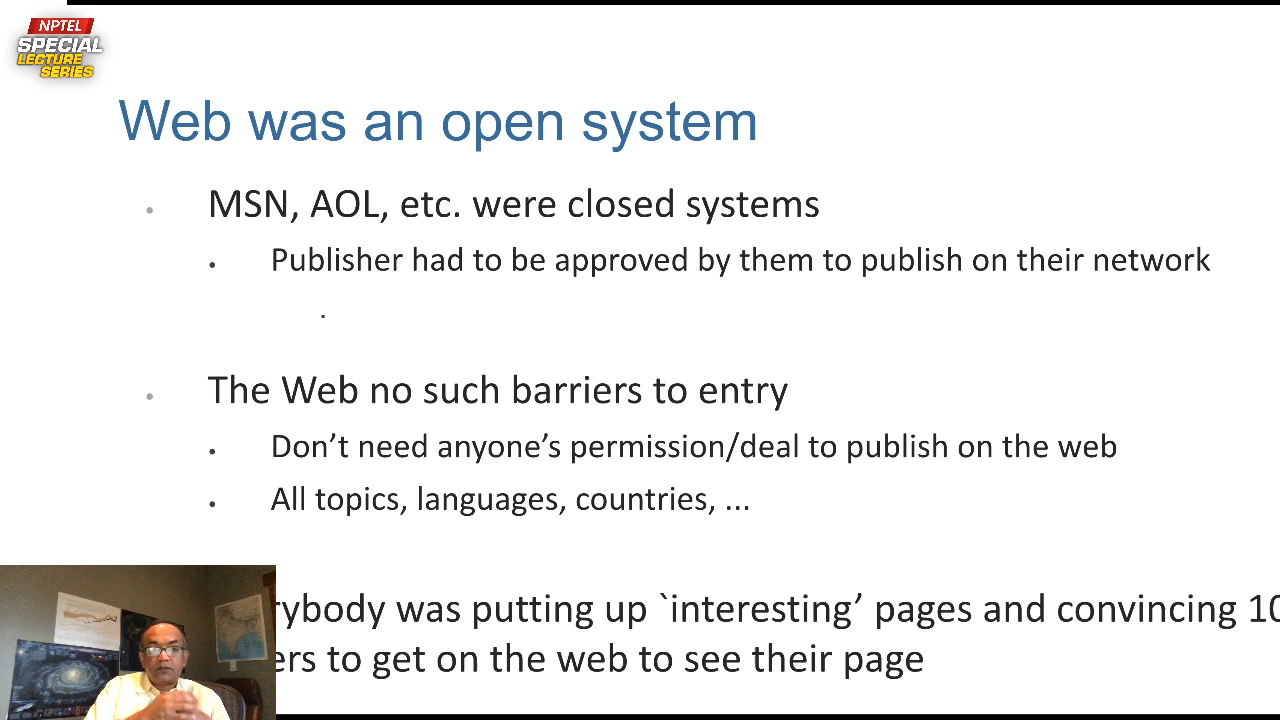 NPTEL
SPECIAL
LECTURE
SERIES
Web was an open system
MSN, AOL, etc. were closed systems
Publisher had to be approved by them to publish on their network
The Web no such barriers to entry
Don’t need anyone’s permission/deal to publish on the web
All topics, languages, countries, ...
rybody was putting up `interesting’ pages and convincing 10
ers to get on the web to see their page